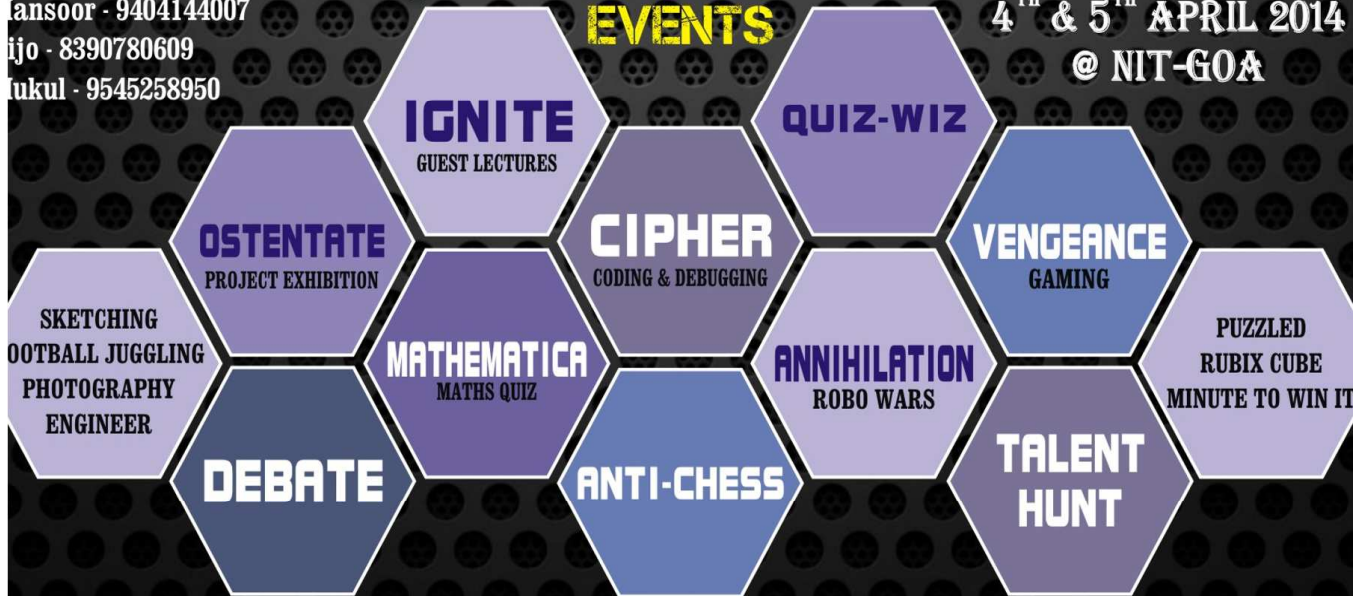 ansoor - 9404144007
ijo - 8390780609
ukul - 9545258950
EVENTS
4TH & 5TH APRIL 2014
@ NIT-GOA
IGNITE
GUEST LECTURES
QUIZ-WIZ
OSTENTATE
PROJECT EXHIBITION
CIPHER
CODING & DEBUGGING
VENGEANCE
GAMING
SKETCHING
OOTBALL JUGGLING
PHOTOGRAPHY
ENGINEER
MATHEMATICA
MATHS QUIZ
ANNIHILATION
ROBO WARS
PUZZLED
RUBIX CUBE
MINUTE TO WIN IT
DEBATE
ANTI-CHESS
TALENT
HUNT